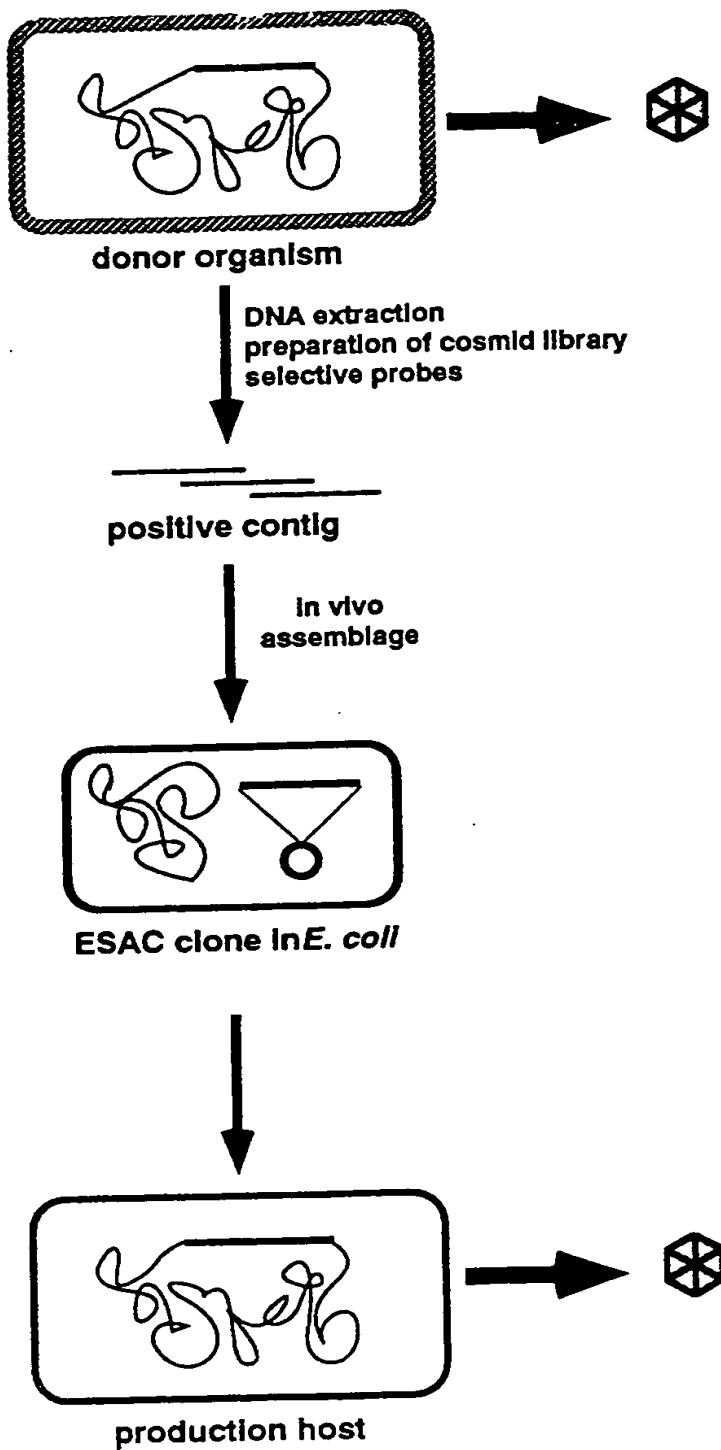 donor organism
DNA extraction
preparation of cosmid library
selective probes
positive contig
in vivo
assemblage
ESAC clone in E. coli
production host